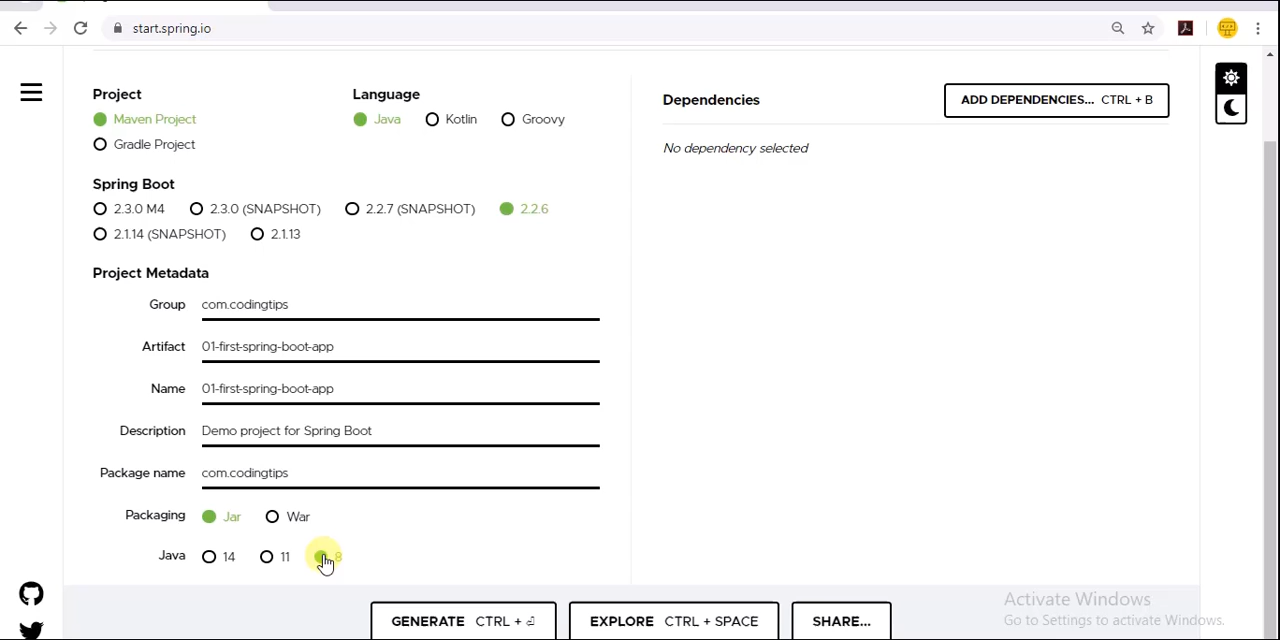 start.spring.io
Project
Language
Dependencies
ADD DEPENDENCIES... CTRL + B
Maven Project
Java Kotlin Groovy
Gradle Project
No dependency selected
Spring Boot
2.3.0 M4 2.3.0 (SNAPSHOT) 2.2.7 (SNAPSHOT) 2.2.6
2.1.14 (SNAPSHOT) 2.1.13
Project Metadata
Group com.codingtips
Artifact 01-first-spring-boot-app
Name 01-first-spring-boot-app
Description Demo project for Spring Boot
Package name com.codingtips
Packaging Jar War
Java 14 11 8
GENERATE CTRL + ⏎
EXPLORE CTRL + SPACE
SHARE...
Activate Windows
Go to Settings to activate Windows.